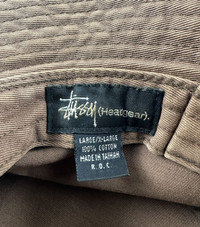 Stüssy (Headgear).
LARGE/X-LARGE
100% COTTON
MADE IN TAIWAN
R.O.C.